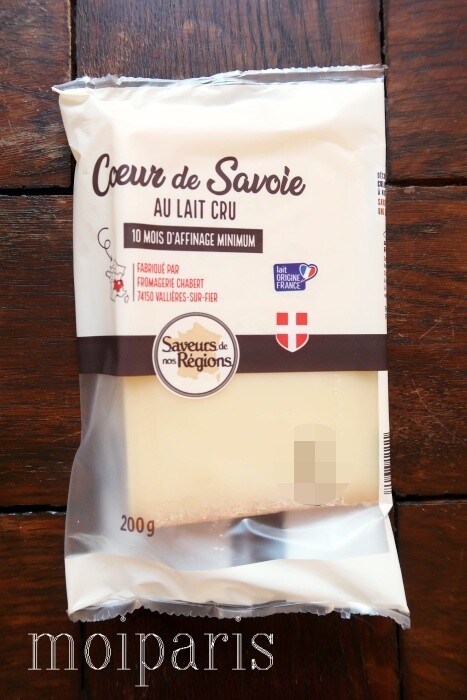 Cœur de Savoie
AU LAIT CRU
10 MOIS D'AFFINAGE MINIMUM
FABRIQUÉ PAR
FROMAGERIE CHABERT
74150 VALLIÈRES-SUR-FIER
lait
ORIGINE
FRANCE
Saveurs de
nos Régions
200g
moiparis